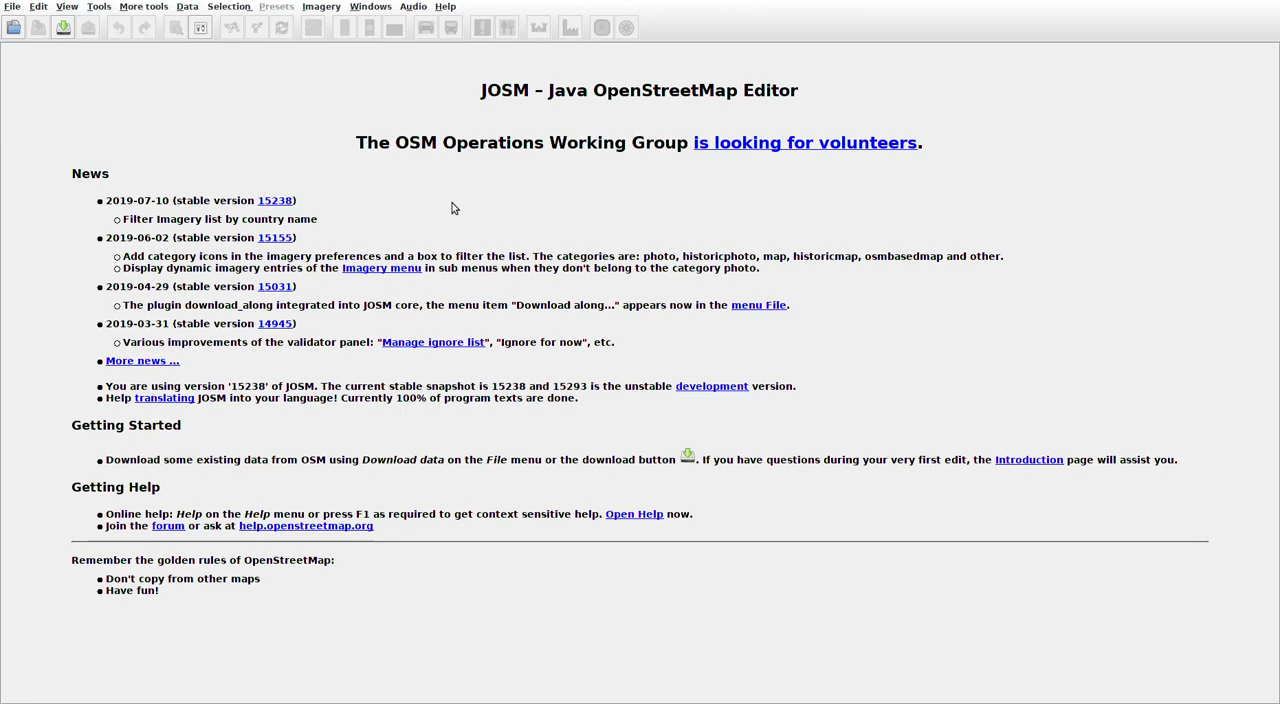 File Edit View Tools More tools Data Selection Presets Imagery Windows Audio Help
JOSM – Java OpenStreetMap Editor
The OSM Operations Working Group is looking for volunteers.
News
2019-07-10 (stable version 15238)
Filter Imagery list by country name
2019-06-02 (stable version 15155)
Add category icons in the imagery preferences and a box to filter the list. The categories are: photo, historicphoto, map, historicmap, osmbasedmap and other.
Display dynamic imagery entries of the Imagery menu in sub menus when they don't belong to the category photo.
2019-04-29 (stable version 15031)
The plugin download_along integrated into JOSM core, the menu item "Download along..." appears now in the menu File.
2019-03-31 (stable version 14945)
Various improvements of the validator panel: "Manage ignore list", "Ignore for now", etc.
More news ...
You are using version '15238' of JOSM. The current stable snapshot is 15238 and 15293 is the unstable development version.
Help translating JOSM into your language! Currently 100% of program texts are done.
Getting Started
Download some existing data from OSM using Download data on the File menu or the download button . If you have questions during your very first edit, the Introduction page will assist you.
Getting Help
Online help: Help on the Help menu or press F1 as required to get context sensitive help. Open Help now.
Join the forum or ask at help.openstreetmap.org
Remember the golden rules of OpenStreetMap:
Don't copy from other maps
Have fun!